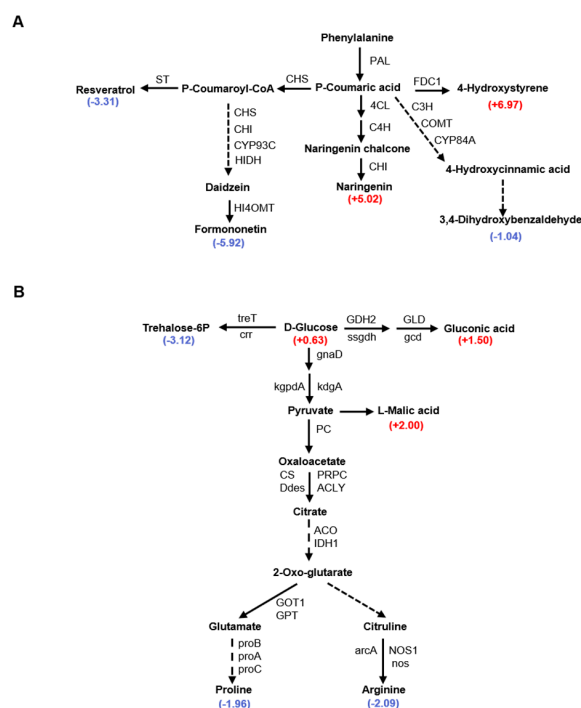 A
Phenylalanine
PAL
Resveratrol
(-3.31)
ST
P-Coumaroyl-CoA
CHS
P-Coumaric acid
FDC1
4-Hydroxystyrene
(+6.97)
CHS
CHI
CYP93C
HIDH
4CL
C4H
C3H
COMT
CYP84A
Naringenin chalcone
CHI
4-Hydroxycinnamic acid
Daidzein
Naringenin
(+5.02)
HI4OMT
Formononetin
(-5.92)
3,4-Dihydroxybenzaldehyde
(-1.04)
B
Trehalose-6P
(-3.12)
treT
crr
D-Glucose
(+0.63)
GDH2
ssgdh
GLD
gcd
Gluconic acid
(+1.50)
gnaD
kgpdA kdgA
Pyruvate
L-Malic acid
(+2.00)
PC
Oxaloacetate
CS PRPC
Ddes ACLY
Citrate
ACO
IDH1
2-Oxo-glutarate
GOT1
GPT
Glutamate
Citruline
proB
proA
proC
arcA NOS1
nos
Proline
(-1.96)
Arginine
(-2.09)